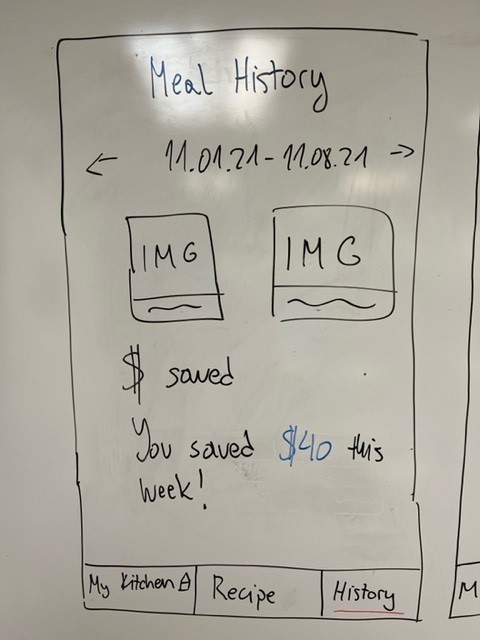 Meal History
← 11.01.21 - 11.08.21 →
IMG IMG
$ saved
You saved $40 this
week!
My Kitchen Recipe History
M